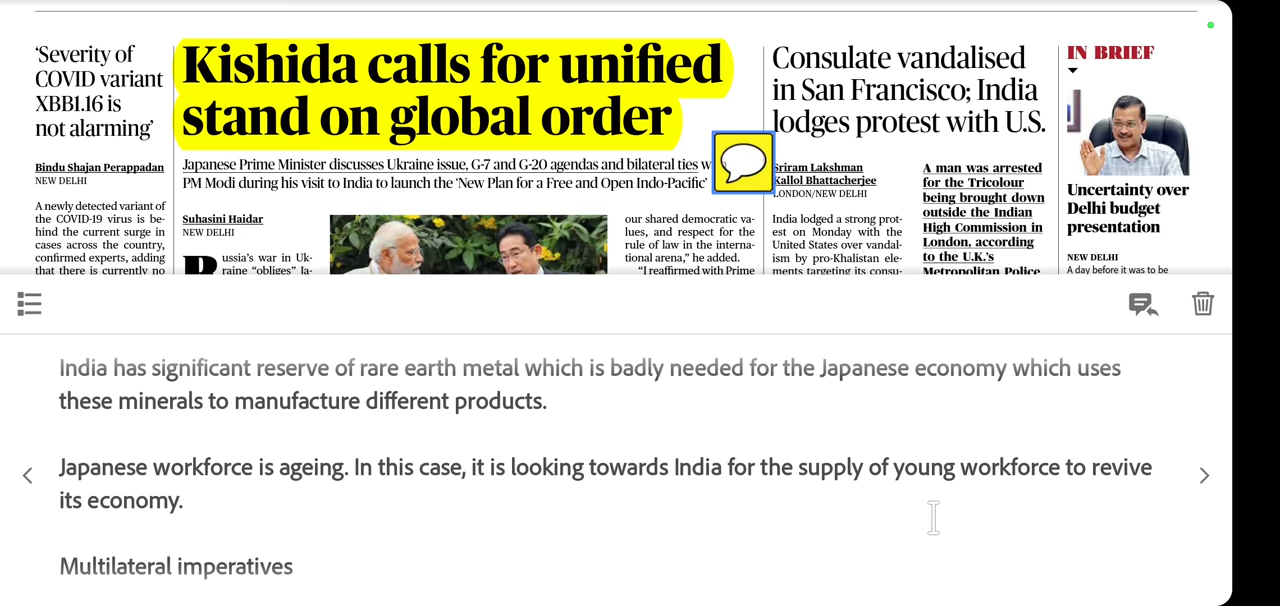 'Severity of
COVID variant
XBB1.16 is
not alarming'
Bindu Shajan Perappadan
NEW DELHI
A newly detected variant of
the COVID-19 virus is be-
hind the current surge in
cases across the country,
confirmed experts, adding
that there is currently no
Kishida calls for unified
stand on global order
Japanese Prime Minister discusses Ukraine issue, G-7 and G-20 agendas and bilateral ties
PM Modi during his visit to India to launch the 'New Plan for a Free and Open Indo-Pacific'
Suhasini Haidar
NEW DELHI
ussia's war in Uk-
raine "obliges" Ja-
our shared democratic va-
lues, and respect for the
rule of law in the interna-
tional arena," he added.
"I reaffirmed with Prime
Consulate vandalised
in San Francisco; India
lodges protest with U.S.
Sriram Lakshman
Kallol Bhattacherjee
LONDON/NEW DELHI
India lodged a strong prot-
est on Monday with the
United States over vandal-
ism by pro-Khalistan ele-
ments targeting its consu-
A man was arrested
for the Tricolour
being brought down
outside the Indian
High Commission in
London, according
to the U.K.'s
Metropolitan Police
IN BRIEF
Uncertainty over
Delhi budget
presentation
NEW DELHI
A day before it was to be
India has significant reserve of rare earth metal which is badly needed for the Japanese economy which uses
these minerals to manufacture different products.
Japanese workforce is ageing. In this case, it is looking towards India for the supply of young workforce to revive
its economy.
Multilateral imperatives